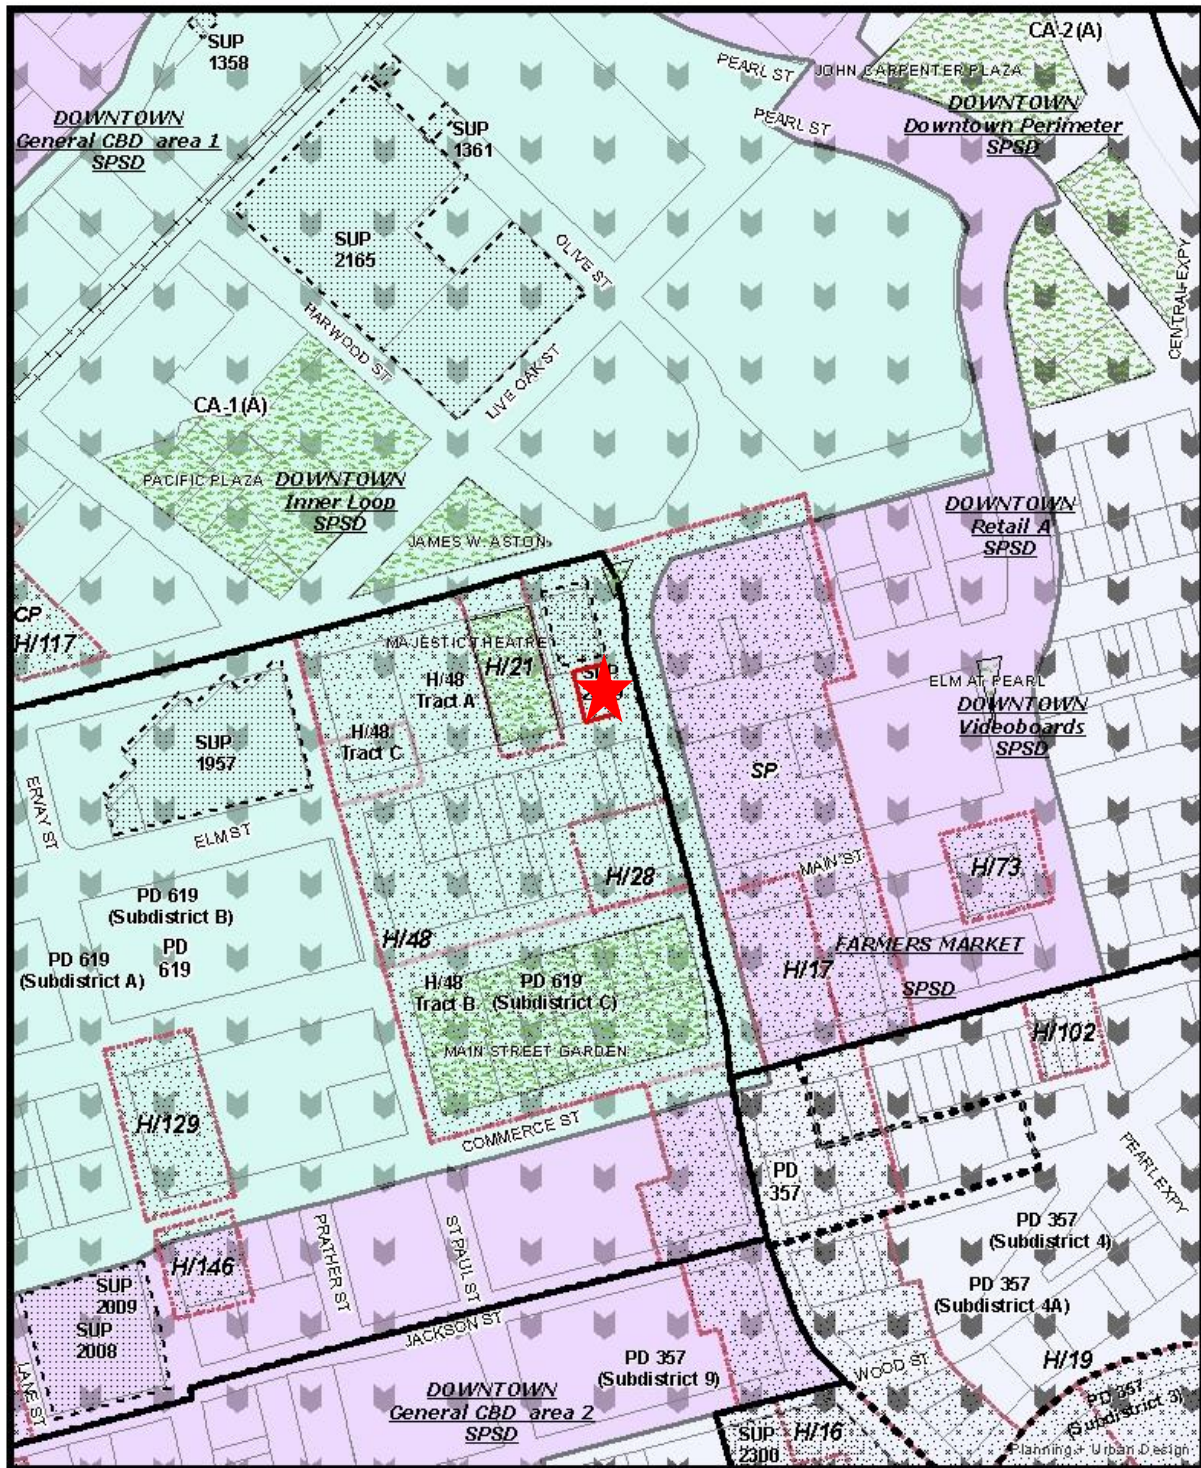 SUP
1358
CA-2(A)
PEARL ST
JOHN CARPENTER PLAZA
DOWNTOWN
General CBD area 1
SPSD
SUP
1361
PEARL ST
DOWNTOWN
Downtown Perimeter
SPSD
SUP
2165
OLIVE ST
CENTRAL EXPY
HARWOOD ST
LIVE OAK ST
CA-1(A)
PACIFIC PLAZA
DOWNTOWN
Inner Loop
SPSD
DOWNTOWN
Retail A
SPSD
JAMES W. ASTON
CP
H/117
MAJESTIC THEATRE
H/21
H/48
Tract A
SUP
ELM AT PEARL
DOWNTOWN
Videoboards
SPSD
H/48
Tract C
SUP
1957
SP
ERVAY ST
ELM ST
MAIN ST
H/73
H/28
PD 619
(Subdistrict B)
H/48
PD
619
PD 619
(Subdistrict A)
FARMERS MARKET
SPSD
H/17
H/48
Tract B
PD 619
(Subdistrict C)
H/102
MAIN STREET GARDEN
H/129
COMMERCE ST
PEARL EXPY
PD
357
PRATHER ST
ST PAUL ST
PD 357
(Subdistrict 4)
H/146
SUP
2009
SUP
2008
PD 357
(Subdistrict 4A)
JACKSON ST
LANE ST
PD 357
(Subdistrict 9)
WOOD ST
H/19
DOWNTOWN
General CBD area 2
SPSD
PD 357
(Subdistrict 3)
SUP
2300
H/16
Planning + Urban Design